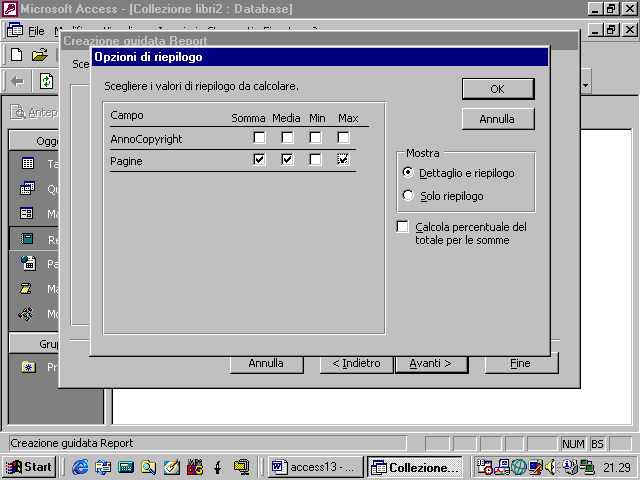 Microsoft Access - [Collezione libri2 : Database]
File
Creazione guidata Report
Opzioni di riepilogo
Sce
Scegliere i valori di riepilogo da calcolare.
OK
Annulla
Campo Somma Media Min Max
AnnoCopyright
Pagine
Mostra
Dettaglio e riepilogo
Solo riepilogo
Calcola percentuale del
totale per le somme
Antep
Ogge
Ta
Qu
Ma
Re
Pa
Ma
Mo
Grup
Pr
Annulla < Indietro Avanti > Fine
Creazione guidata Report
NUM BS
Start
access13 - ...
Collezione...
21.29